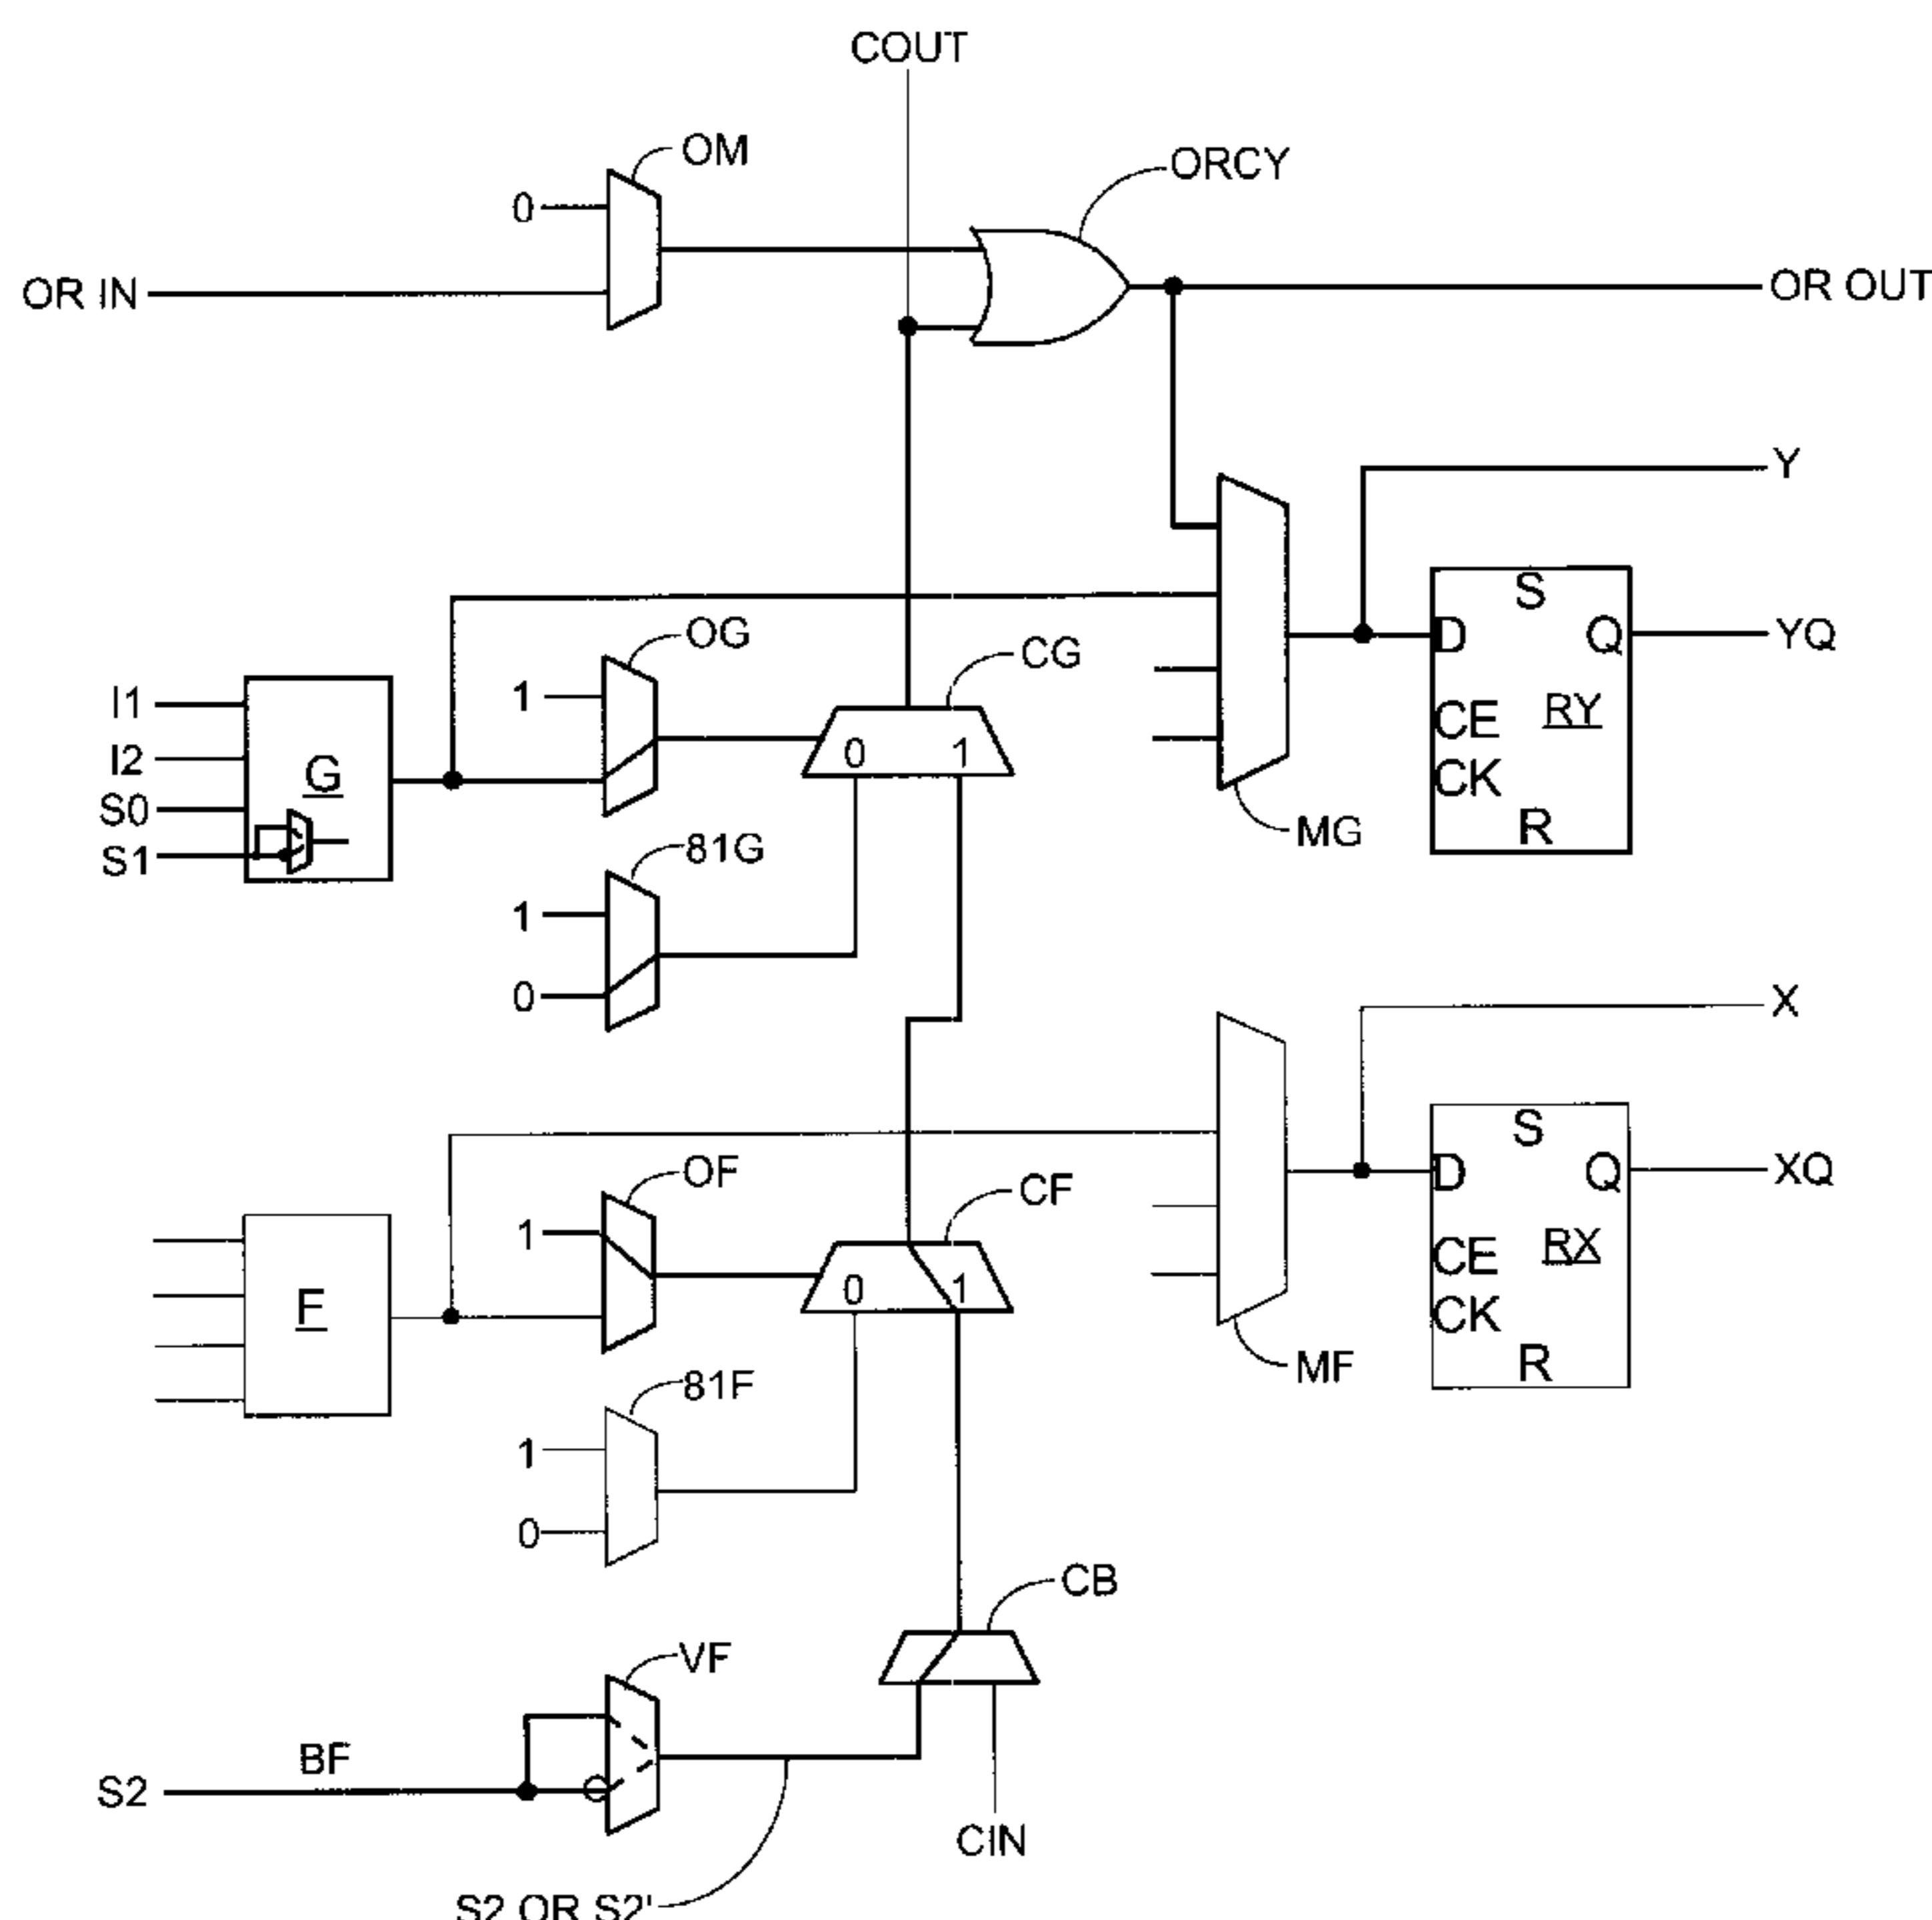 COUT
OM
ORCY
0
OR IN
OR OUT
Y
OG
S
I1
1
CG
D
Q
YQ
I2
G
0
1
CE
RY
S0
CK
S1
81G
MG
R
1
0
X
OF
S
1
CF
D
Q
XQ
F
0
1
CE
RX
CK
81F
MF
R
1
0
CB
VF
BF
S2
CIN
S2 OR S2'